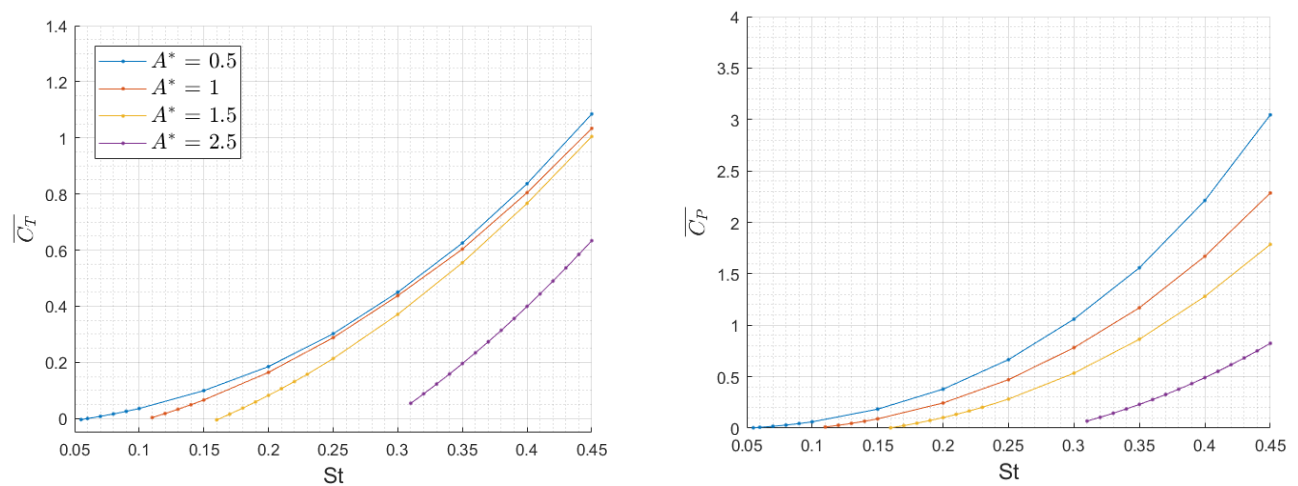 1.4
1.2
1
0.8
0.6
0.4
0.2
0
$\overline{C_T}$
A* = 0.5
A* = 1
A* = 1.5
A* = 2.5
0.05 0.1 0.15 0.2 0.25 0.3 0.35 0.4 0.45
St
4
3.5
3
2.5
2
1.5
1
0.5
0
$\overline{C_P}$
0.05 0.1 0.15 0.2 0.25 0.3 0.35 0.4 0.45
St